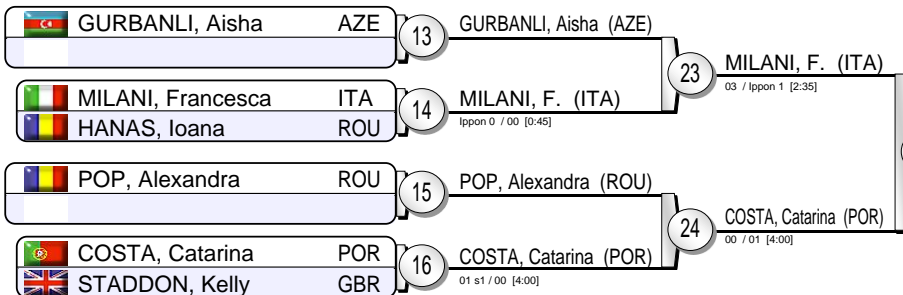 GURBANLI, Aisha AZE
13
GURBANLI, Aisha (AZE)
MILANI, Francesca ITA
HANAS, Ioana ROU
14
MILANI, F. (ITA)
Ippon 0 / 00 [0:45]
23
MILANI, F. (ITA)
03 / Ippon 1 [2:35]
POP, Alexandra ROU
15
POP, Alexandra (ROU)
COSTA, Catarina POR
STADDON, Kelly GBR
16
COSTA, Catarina (POR)
01 s1 / 00 [4:00]
24
COSTA, Catarina (POR)
00 / 01 [4:00]